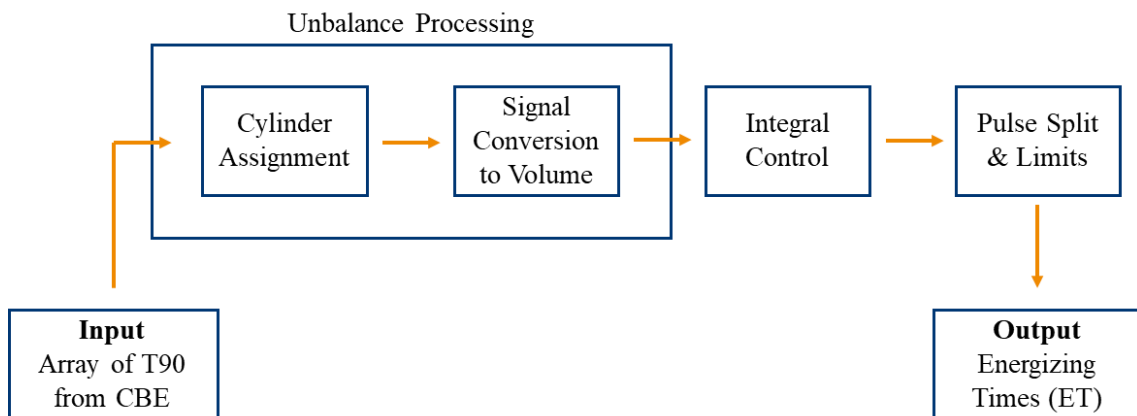 Unbalance Processing
Cylinder
Assignment
Signal
Conversion
to Volume
Integral
Control
Pulse Split
& Limits
Input
Array of T90
from CBE
Output
Energizing
Times (ET)